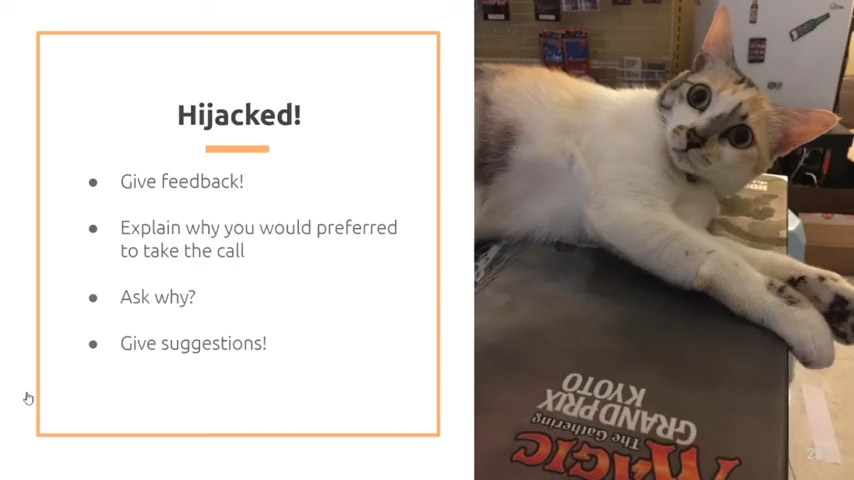 Hijacked!
● Give feedback!
● Explain why you would preferred
to take the call
● Ask why?
● Give suggestions!
GRAND PRIX
KYOTO
MAGIC
The Gathering